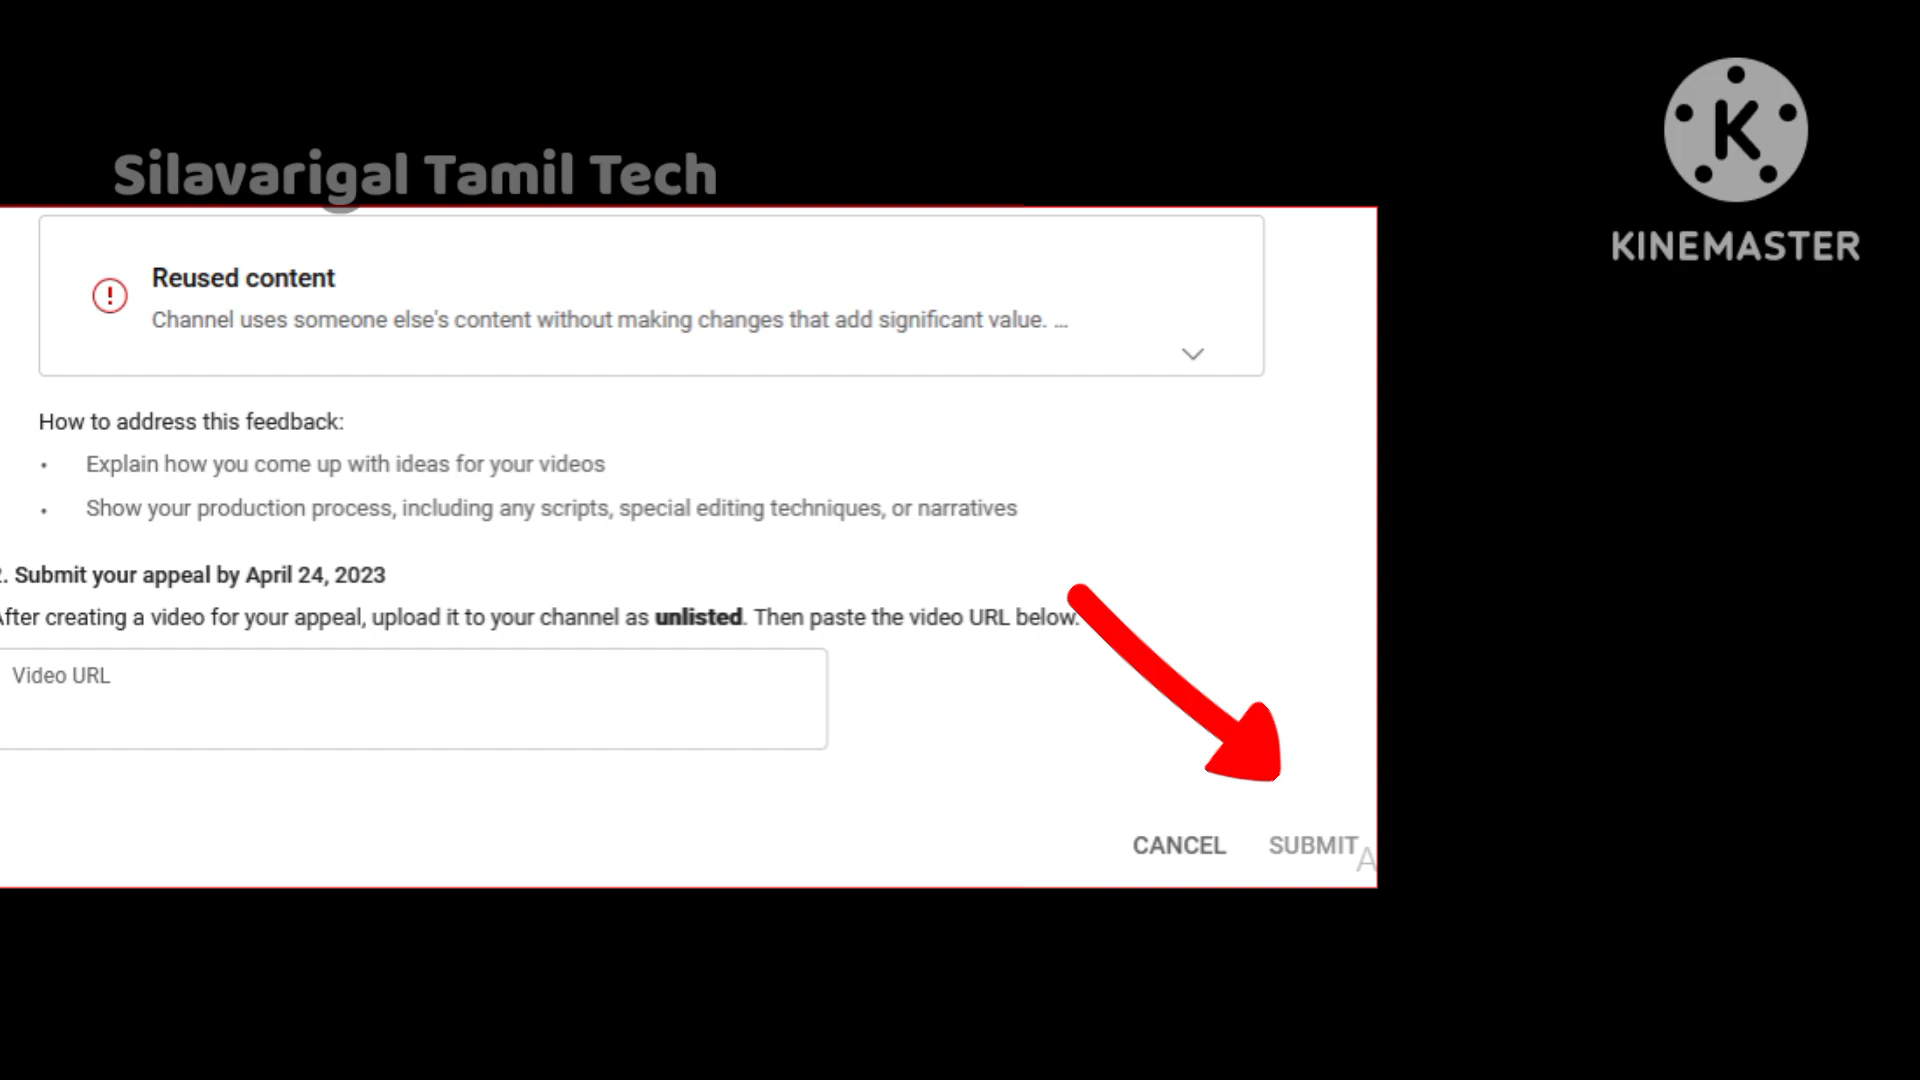 Silavarigal Tamil Tech
K
KINEMASTER
Reused content
Channel uses someone else's content without making changes that add significant value. ...
How to address this feedback:
• Explain how you come up with ideas for your videos
• Show your production process, including any scripts, special editing techniques, or narratives
2. Submit your appeal by April 24, 2023
After creating a video for your appeal, upload it to your channel as unlisted. Then paste the video URL below.
Video URL
CANCEL SUBMIT
A